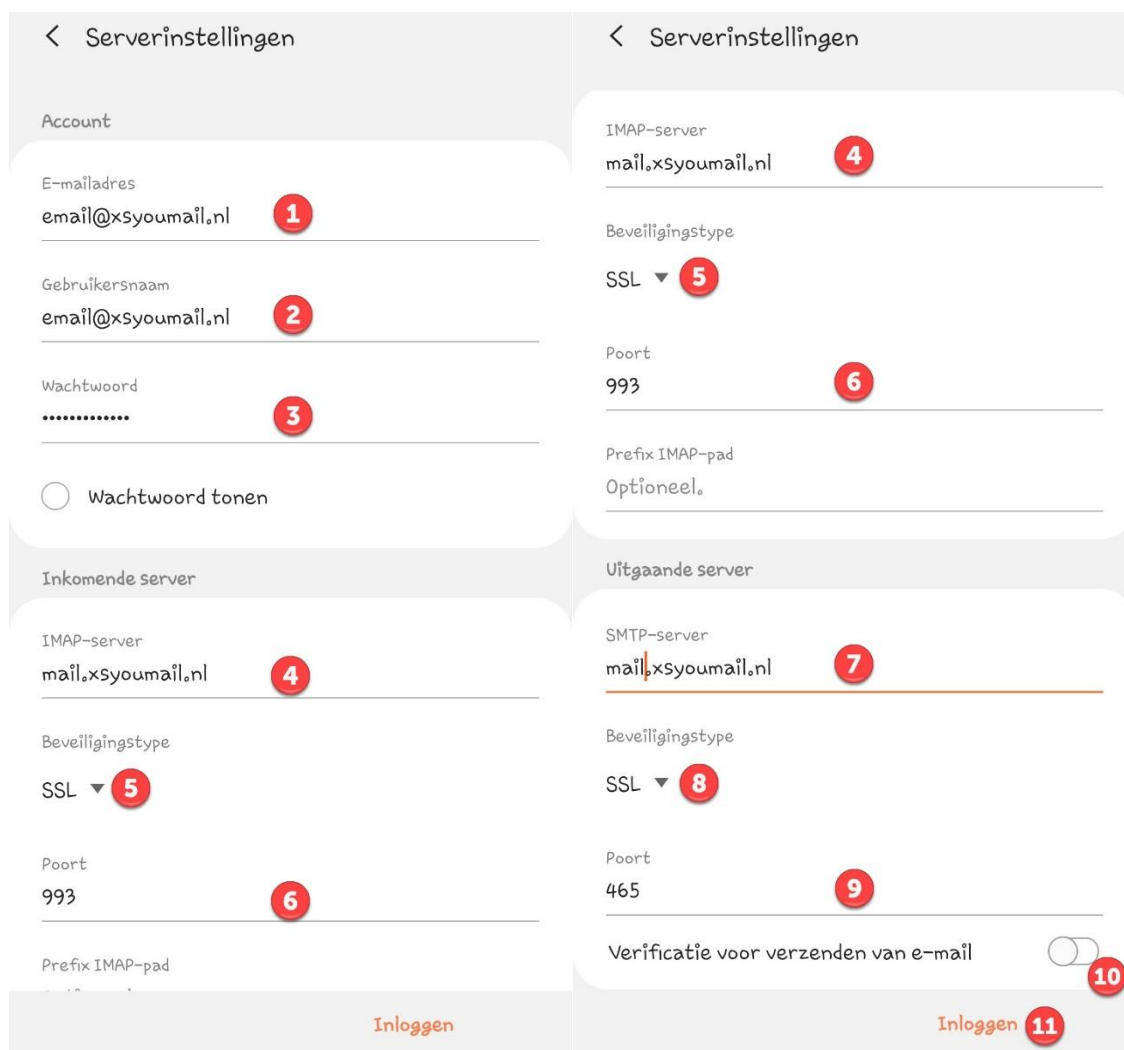 Serverinstellingen
Account
E-mailadres
email@xsyoumail.nl 1
Gebruikersnaam
email@xsyoumail.nl 2
Wachtwoord
••••••••••••• 3
Wachtwoord tonen
Inkomende server
IMAP-server
mail.xsyoumail.nl 4
Beveiligingstype
SSL 5
Poort
993 6
Prefix IMAP-pad
Inloggen
Serverinstellingen
IMAP-server
mail.xsyoumail.nl 4
Beveiligingstype
SSL 5
Poort
993 6
Prefix IMAP-pad
Optioneel.
Uitgaande server
SMTP-server
mail.xsyoumail.nl 7
Beveiligingstype
SSL 8
Poort
465 9
Verificatie voor verzenden van e-mail 10
Inloggen 11